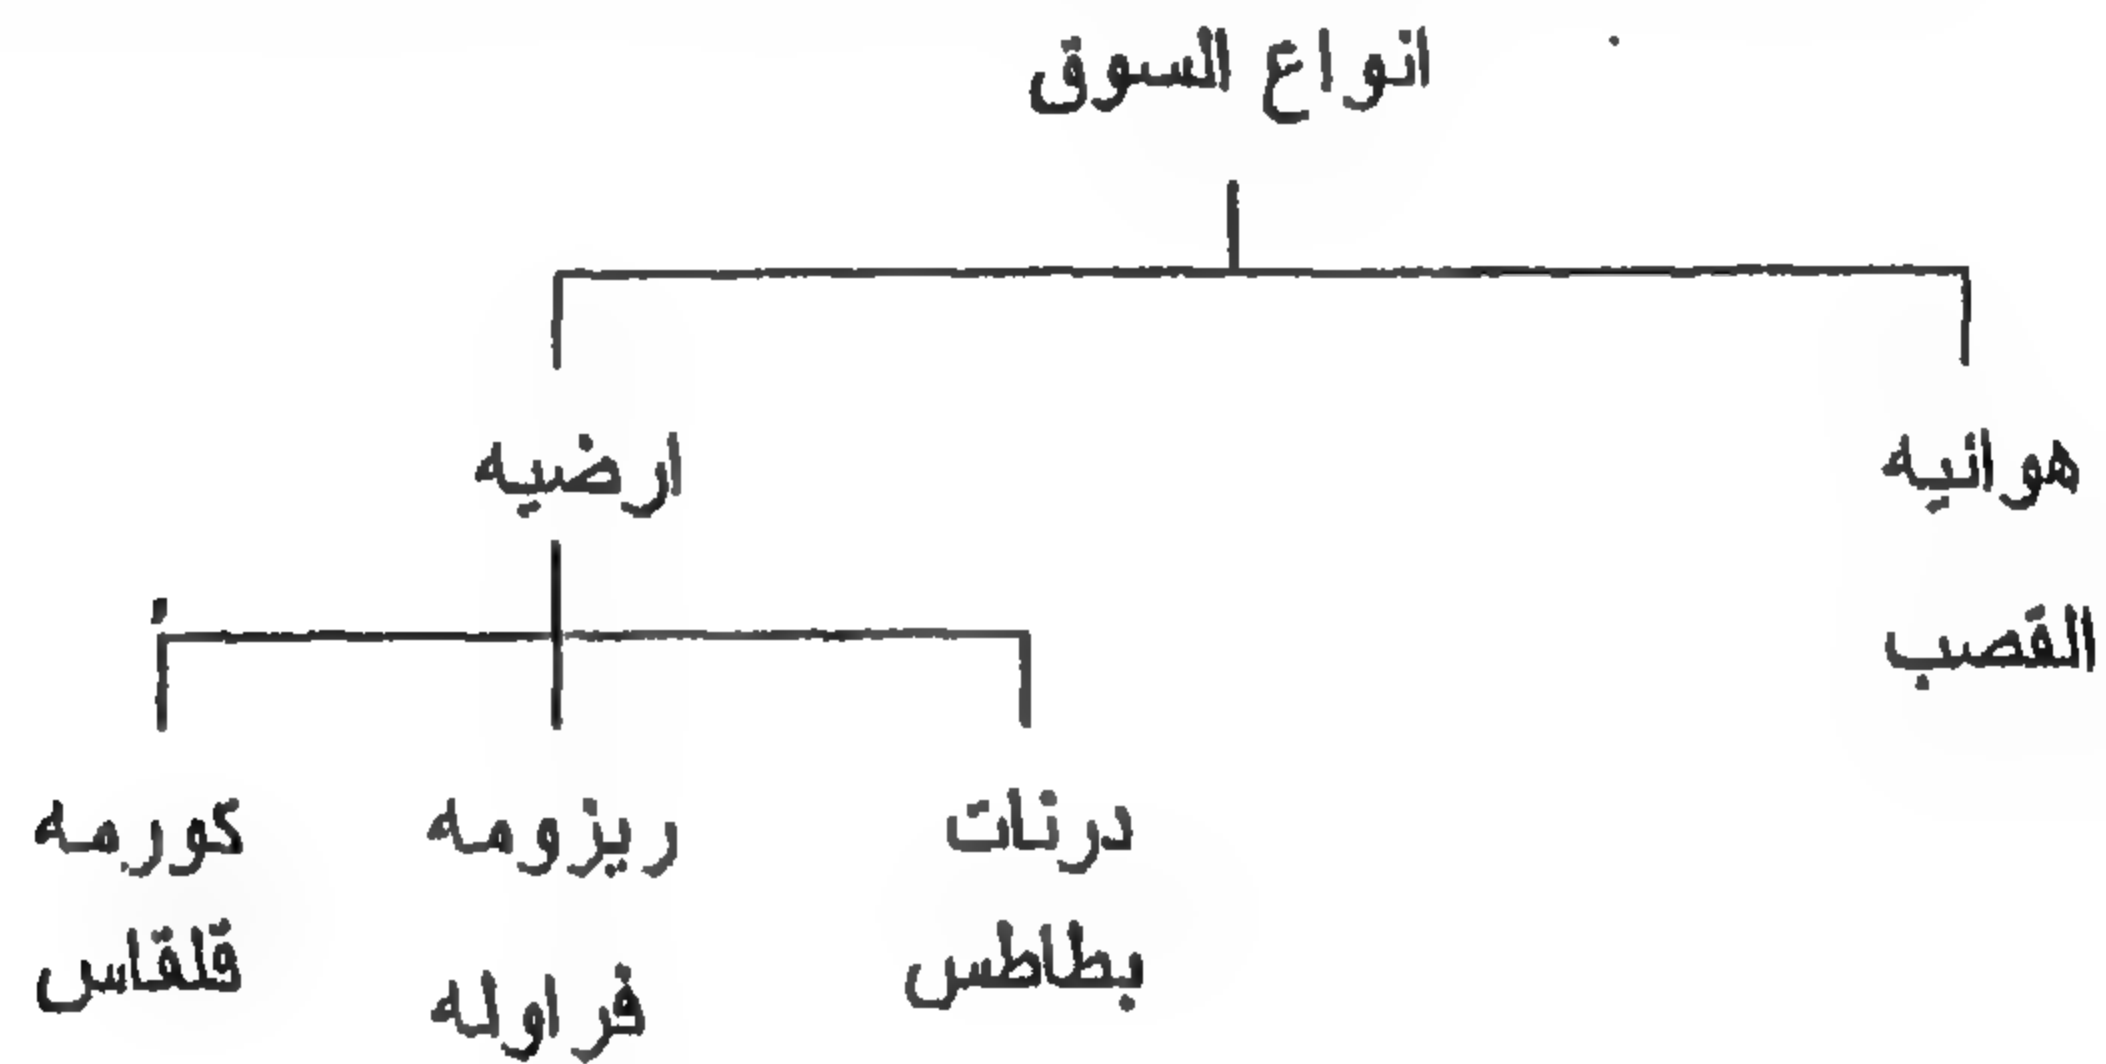 انواع السوق
هوائيه
ارضيه
القصب
درنات
ريزومه
كورمه
بطاطس
فراوله
قلقاس